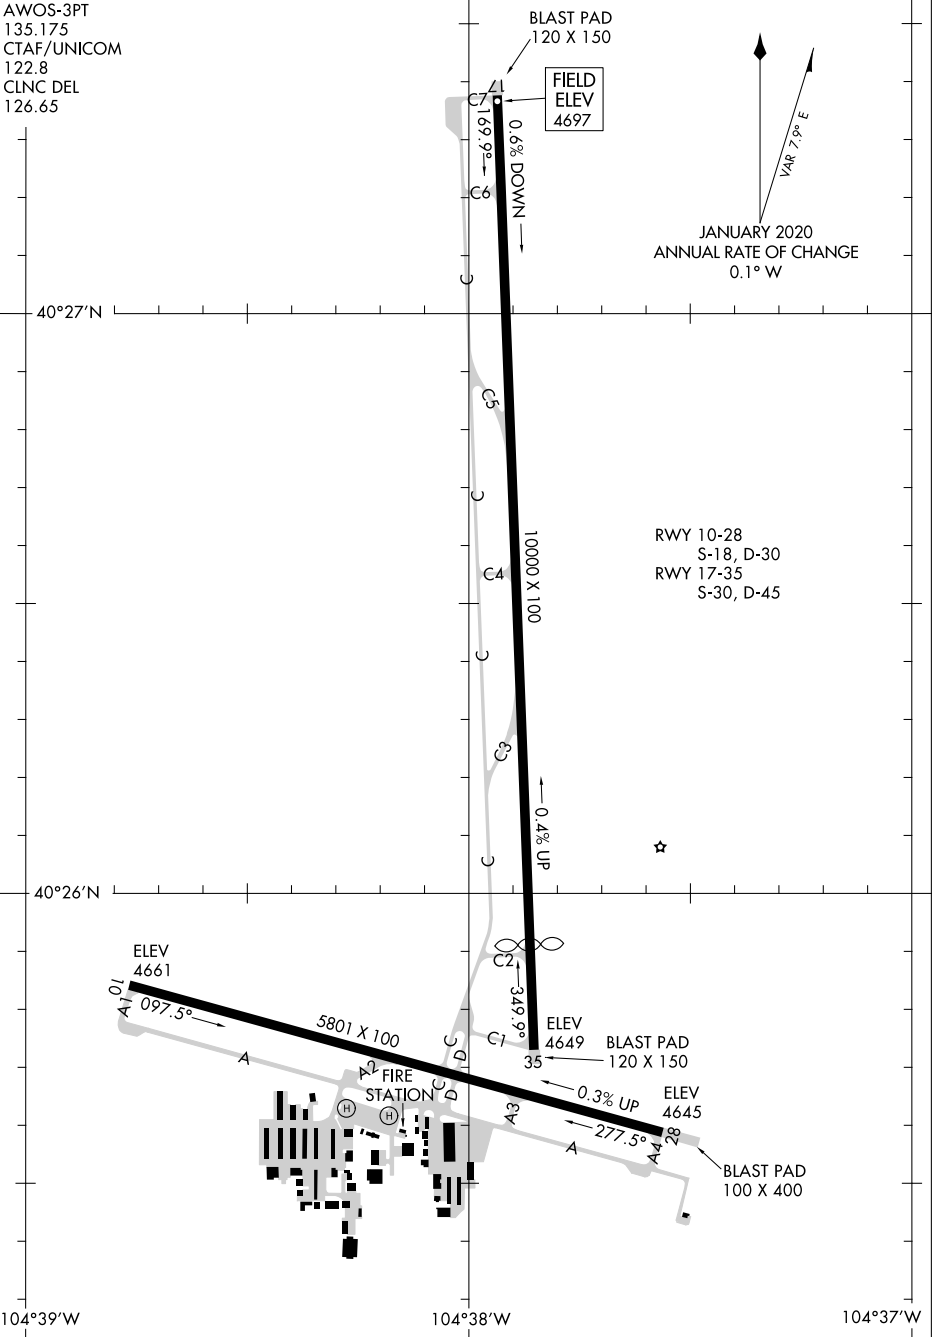 AWOS-3PT
135.175
CTAF/UNICOM
122.8
CLNC DEL
126.65
BLAST PAD
120 X 150
FIELD
ELEV
4697
VAR 7.9° E
JANUARY 2020
ANNUAL RATE OF CHANGE
0.1° W
17
C7
169.9°
0.6% DOWN
C6
C
40°27'N
C5
C
RWY 10-28
S-18, D-30
RWY 17-35
S-30, D-45
10000 X 100
C4
C
C3
0.4% UP
C
40°26'N
C2
349.9°
ELEV
4661
10
A1
097.5°
5801 X 100
A
A2
C
D
C1
ELEV
4649
35
BLAST PAD
120 X 150
FIRE
STATION
C
D
H
H
A3
0.3% UP
277.5°
A
ELEV
4645
28
A4
BLAST PAD
100 X 400
104°39'W
104°38'W
104°37'W